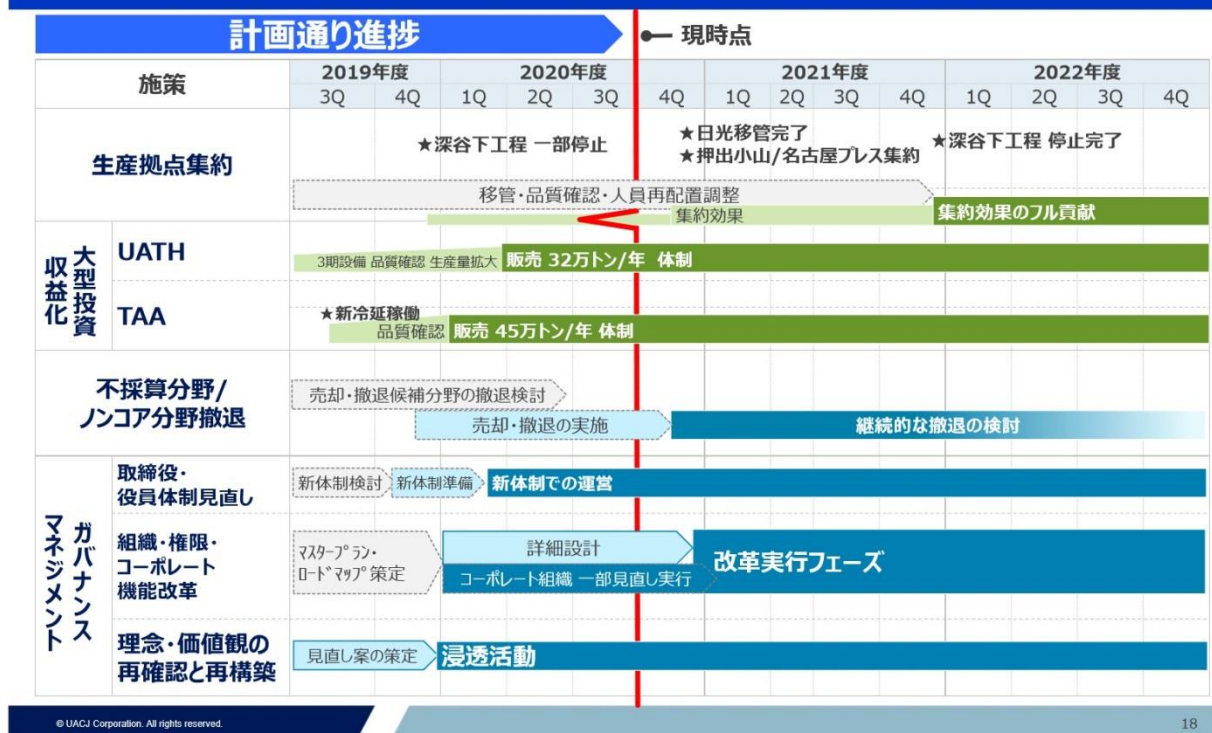 計画通り進捗
現時点
施策
2019年度 2020年度 2021年度 2022年度
3Q 4Q 1Q 2Q 3Q 4Q 1Q 2Q 3Q 4Q 1Q 2Q 3Q 4Q
生産拠点集約
★深谷下工程 一部停止
★日光移管完了
★押出小山/名古屋プレス集約
★深谷下工程 停止完了
移管・品質確認・人員再配置調整
集約効果
集約効果のフル貢献
大型投資
収益化
UATH
3期設備 品質確認 生産量拡大
販売 32万トン/年 体制
TAA
★新冷延稼働
品質確認
販売 45万トン/年 体制
不採算分野/
ノンコア分野撤退
売却・撤退候補分野の撤退検討
売却・撤退の実施
継続的な撤退の検討
ガバナンス
マネジメント
取締役・
役員体制見直し
新体制検討
新体制準備
新体制での運営
組織・権限・
コーポレート
機能改革
マスタープラン・
ロードマップ策定
詳細設計
コーポレート組織 一部見直し実行
改革実行フェーズ
理念・価値観の
再確認と再構築
見直し案の策定
浸透活動
© UACJ Corporation. All rights reserved.
18